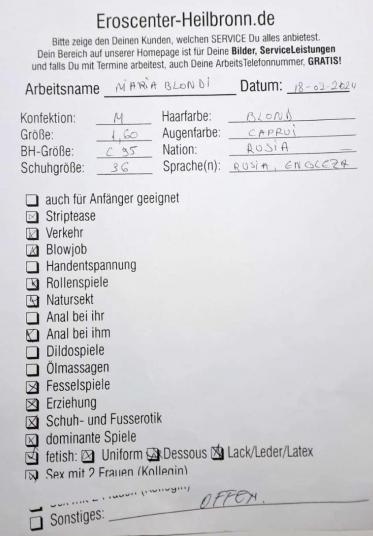 Eroscenter-Heilbronn.de
Bitte zeige den Deinen Kunden, welchen SERVICE Du alles anbietest.
Dein Bereich auf unserer Homepage ist für Deine Bilder, ServiceLeistungen
und falls Du mit Termine arbeitest, auch Deine ArbeitsTelefonnummer, GRATIS!
Arbeitsname MARIA BLONDI Datum: 18-02-2024
Konfektion: M Haarfarbe: BLOND
Größe: 1,60 Augenfarbe: CAPRUI
BH-Größe: C 95 Nation: RUSIA
Schuhgröße: 36 Sprache(n): RUSIA, ENGLEZA
auch für Anfänger geeignet
Striptease
Verkehr
Blowjob
Handentspannung
Rollenspiele
Natursekt
Anal bei ihr
Anal bei ihm
Dildospiele
Ölmassagen
Fesselspiele
Erziehung
Schuh- und Fusserotik
dominante Spiele
fetish: Uniform Dessous Lack/Leder/Latex
Sex mit 2 Frauen (Kollegin)
Sonstiges: OFFEN.